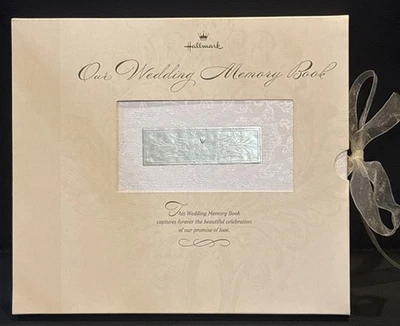 Hallmark
Our Wedding Memory Book
This Wedding Memory Book
captures forever the beautiful celebration
of our promise of love.